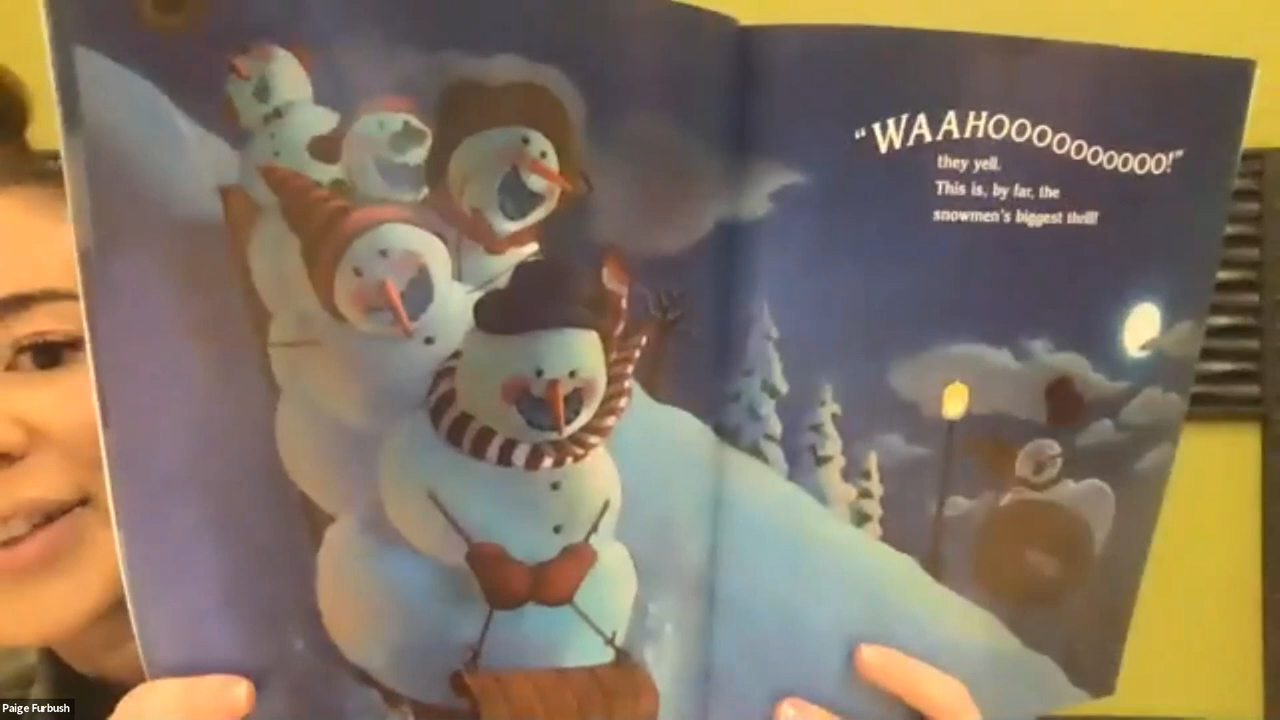 "WAAHOOOOOOOOOO!"
they yell.
This is, by far, the
snowmen's biggest thrill!
Paige Furbush